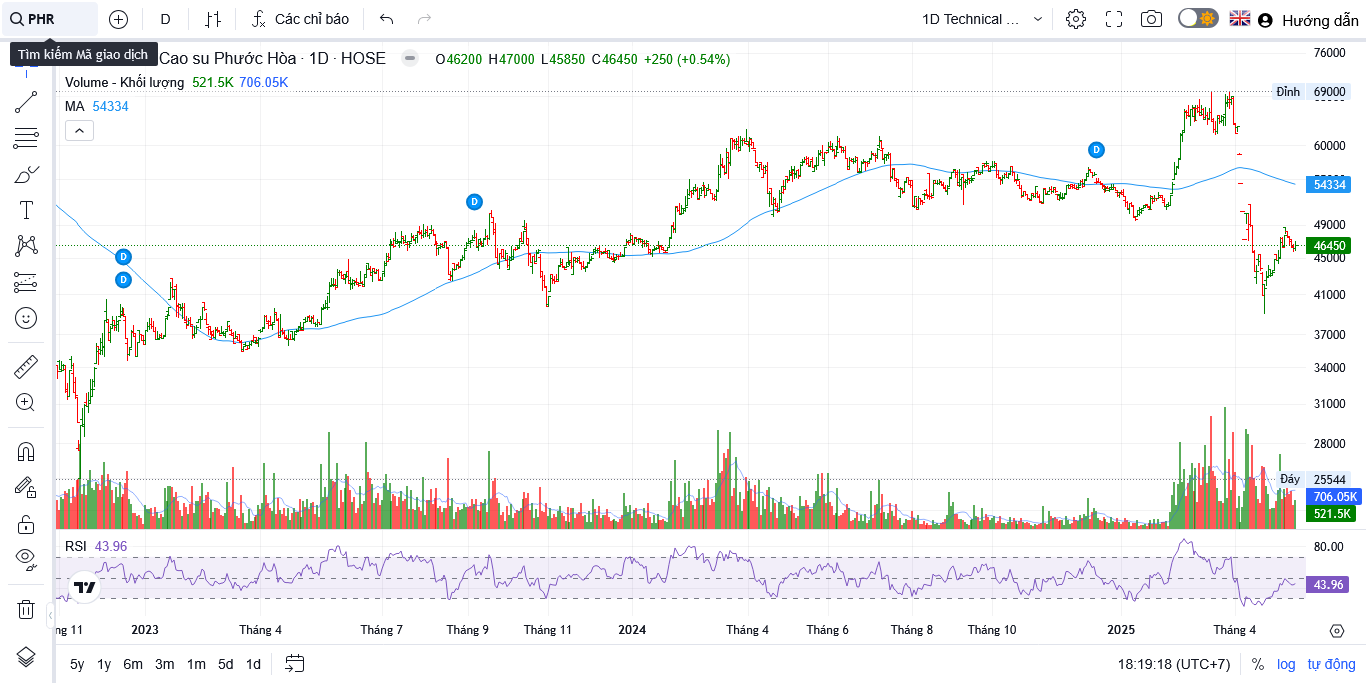 PHR D Các chỉ báo 1D Technical ... Hướng dẫn
Tìm kiếm Mã giao dịch
Cao su Phước Hòa · 1D · HOSE O46200 H47000 L45850 C46450 +250 (+0.54%)
Volume - Khối lượng 521.5K 706.05K
MA 54334
76000
Đỉnh 69000
60000
54334
49000
46450
45000
41000
37000
34000
31000
28000
Đáy 25544
706.05K
521.5K
D
D
D
D
RSI 43.96
80.00
43.96
ng 11 2023 Tháng 4 Tháng 7 Tháng 9 Tháng 11 2024 Tháng 4 Tháng 6 Tháng 8 Tháng 10 2025 Tháng 4
5y 1y 6m 3m 1m 5d 1d 18:19:18 (UTC+7) % log tự động